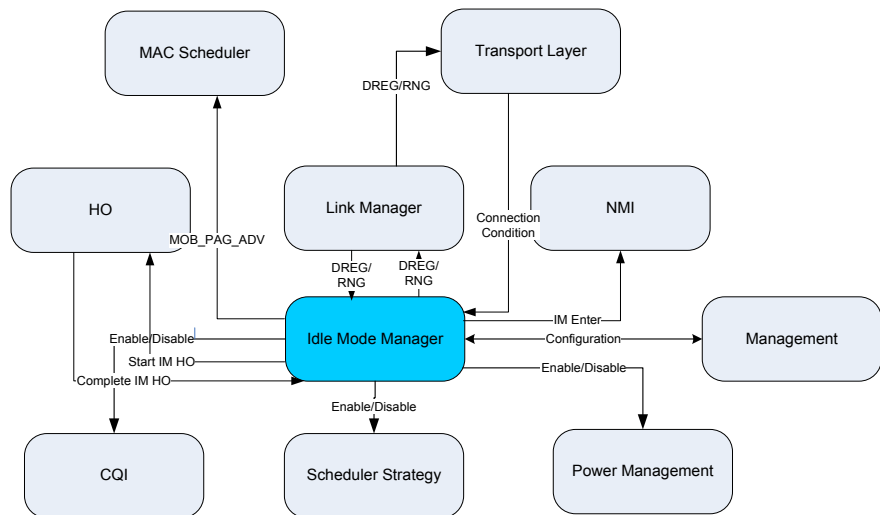 MAC Scheduler
Transport Layer
DREG/RNG
HO
Link Manager
NMI
Connection
Condition
MOB_PAG_ADV
DREG/
RNG
DREG/
RNG
IM Enter
Enable/Disable
Idle Mode Manager
Configuration
Management
Start IM HO
Enable/Disable
Complete IM HO
Enable/Disable
CQI
Scheduler Strategy
Power Management